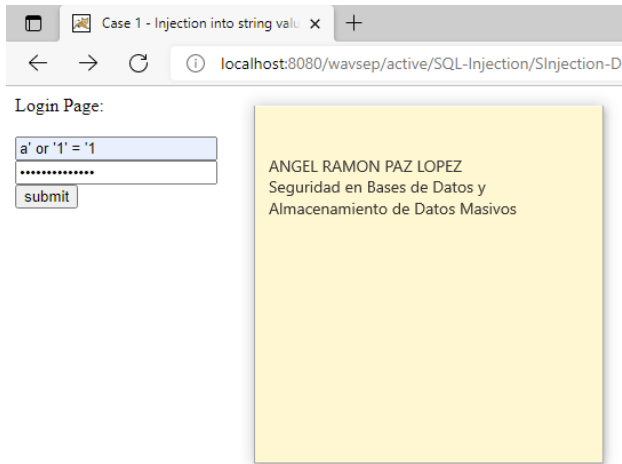 Case 1 - Injection into string valu
localhost:8080/wavsep/active/SQL-Injection/SInjection-D
Login Page:
a' or '1' = '1
••••••••••••••
submit
ANGEL RAMON PAZ LOPEZ
Seguridad en Bases de Datos y
Almacenamiento de Datos Masivos